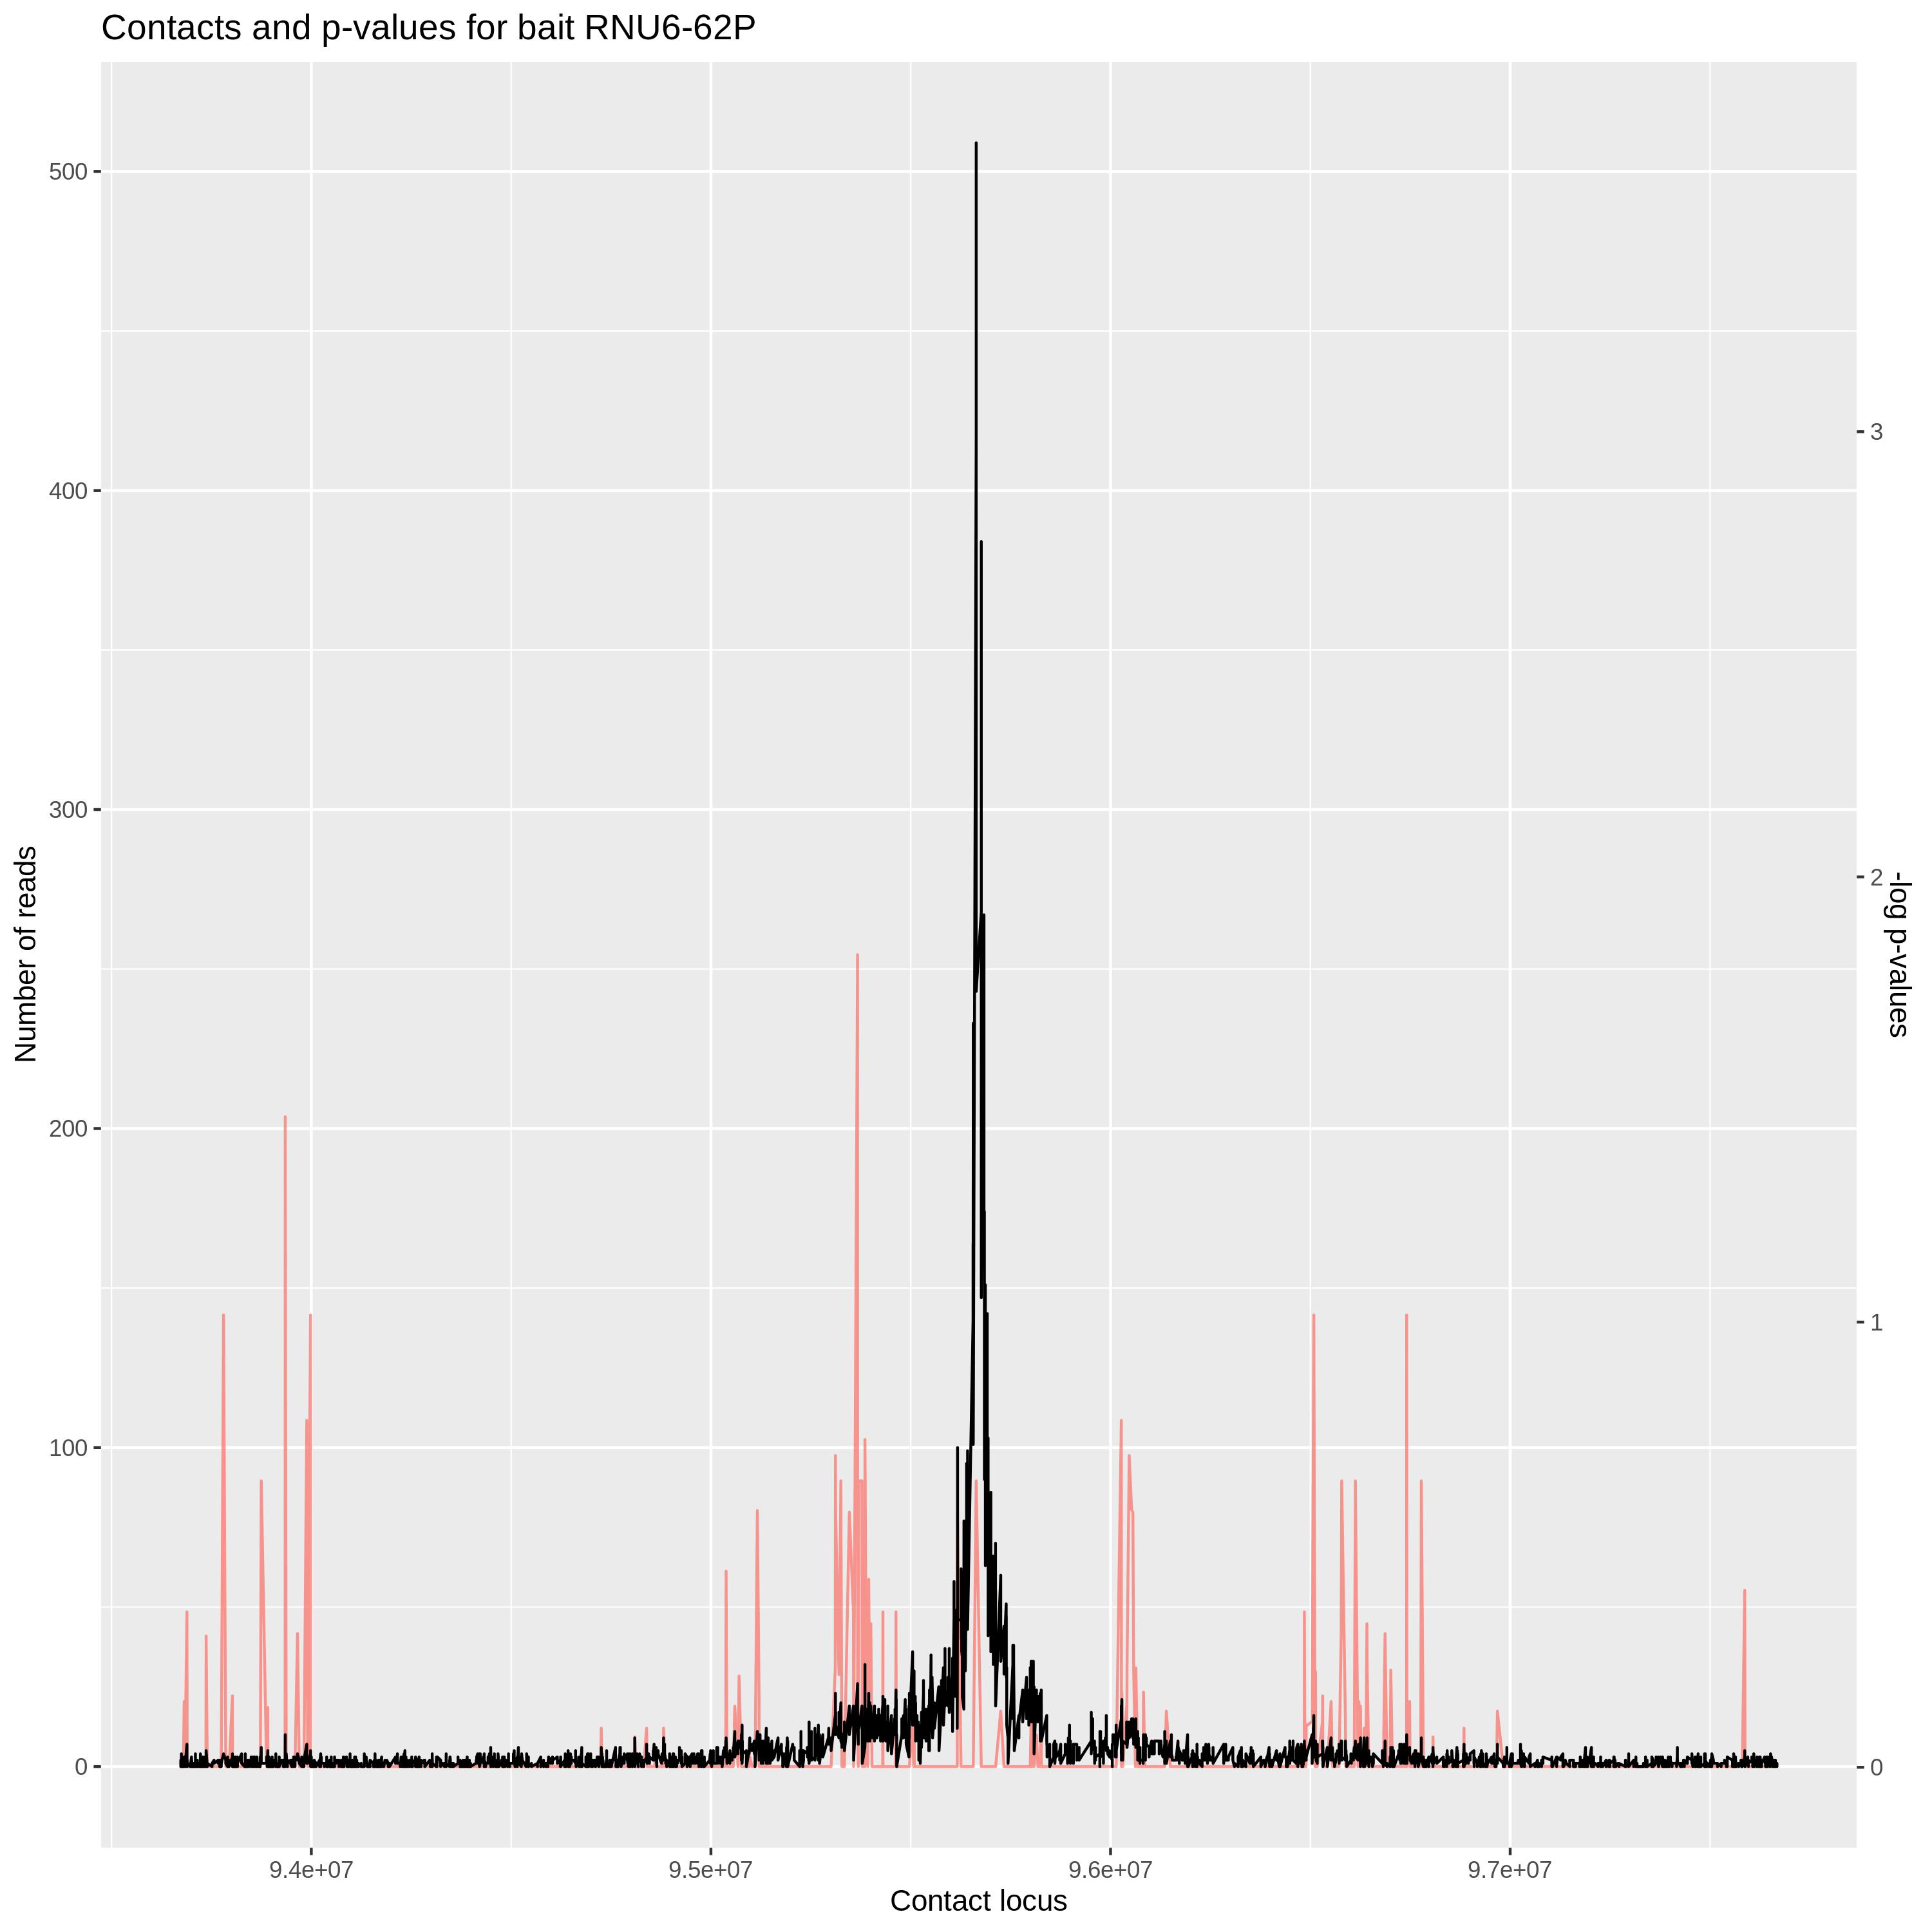 Contacts and p-values for bait RNU6-62P
500
400
300
200
100
0
Number of reads
3
2
1
0
-log p-values
9.4e+07 9.5e+07 9.6e+07 9.7e+07
Contact locus